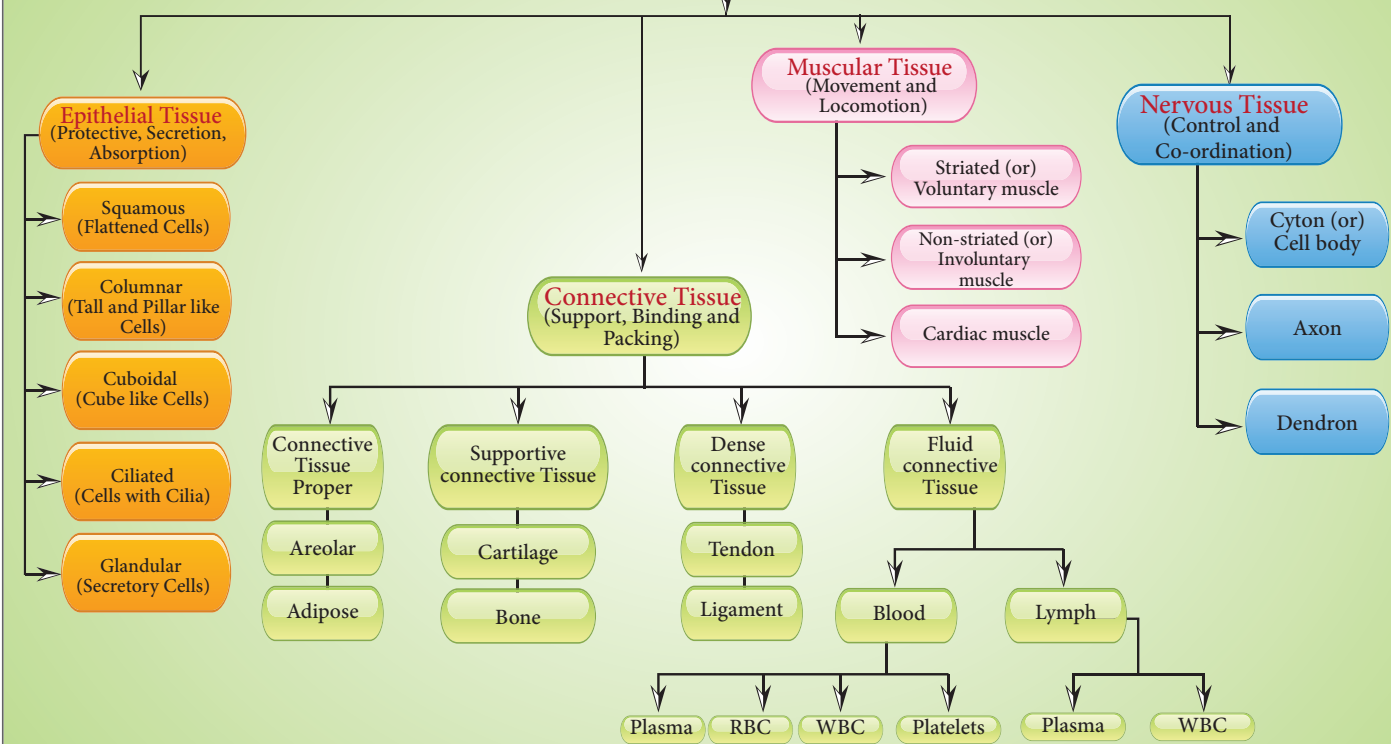 Epithelial Tissue
(Protective, Secretion,
Absorption)
Squamous
(Flattened Cells)
Columnar
(Tall and Pillar like
Cells)
Cuboidal
(Cube like Cells)
Ciliated
(Cells with Cilia)
Glandular
(Secretory Cells)
Connective Tissue
(Support, Binding and
Packing)
Connective
Tissue
Proper
Areolar
Adipose
Supportive
connective Tissue
Cartilage
Bone
Dense
connective
Tissue
Tendon
Ligament
Fluid
connective
Tissue
Blood
Plasma
RBC
WBC
Platelets
Lymph
Plasma
WBC
Muscular Tissue
(Movement and
Locomotion)
Striated (or)
Voluntary muscle
Non-striated (or)
Involuntary
muscle
Cardiac muscle
Nervous Tissue
(Control and
Co-ordination)
Cyton (or)
Cell body
Axon
Dendron